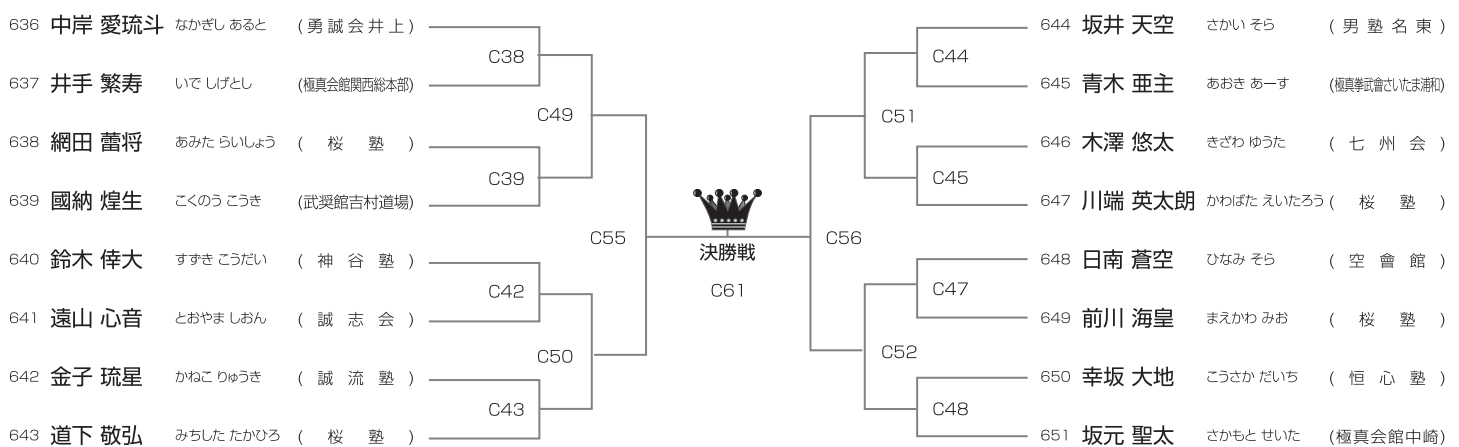 636 中岸 愛琉斗 なかぎし あると (勇誠会井上)
C38
637 井手 繁寿 いで しげとし (極真会館関西総本部)
C49
638 網田 蕾将 あみた らいしょう (桜塾)
C39
639 國納 煌生 こくのう こうき (武奨館吉村道場)
C55
640 鈴木 倖大 すずき こうだい (神谷塾)
C42
641 遠山 心音 とおやま しおん (誠志会)
C50
642 金子 琉星 かねこ りゅうき (誠流塾)
C43
643 道下 敬弘 みちした たかひろ (桜塾)
決勝戦
C61
644 坂井 天空 さかい そら (男塾名東)
C44
645 青木 亜主 あおき あーす (極真拳武會さいたま浦和)
C51
646 木澤 悠太 きざわ ゆうた (七州会)
C45
647 川端 英太朗 かわばた えいたろう (桜塾)
C56
648 日南 蒼空 ひなみ そら (空會館)
C47
649 前川 海皇 まえかわ みお (桜塾)
C52
650 幸坂 大地 こうさか だいち (恒心塾)
C48
651 坂元 聖太 さかもと せいた (極真会館中崎)